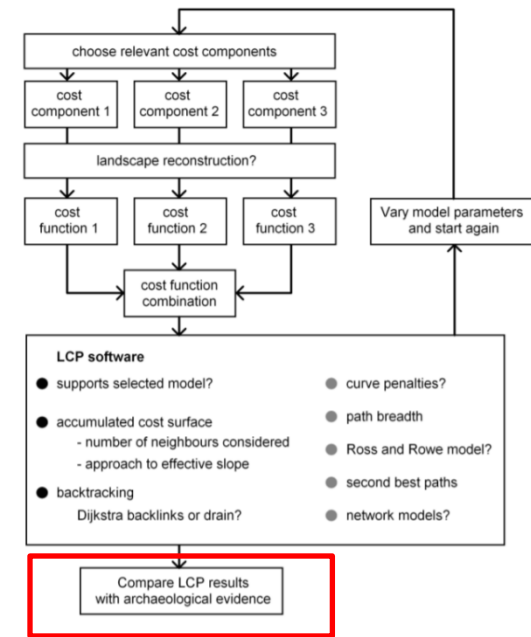 choose relevant cost components
cost
component 1
cost
component 2
cost
component 3
landscape reconstruction?
cost
function 1
cost
function 2
cost
function 3
Vary model parameters
and start again
cost function
combination
LCP software
supports selected model?
accumulated cost surface
- number of neighbours considered
- approach to effective slope
backtracking
Dijkstra backlinks or drain?
curve penalties?
path breadth
Ross and Rowe model?
second best paths
network models?
Compare LCP results
with archaeological evidence